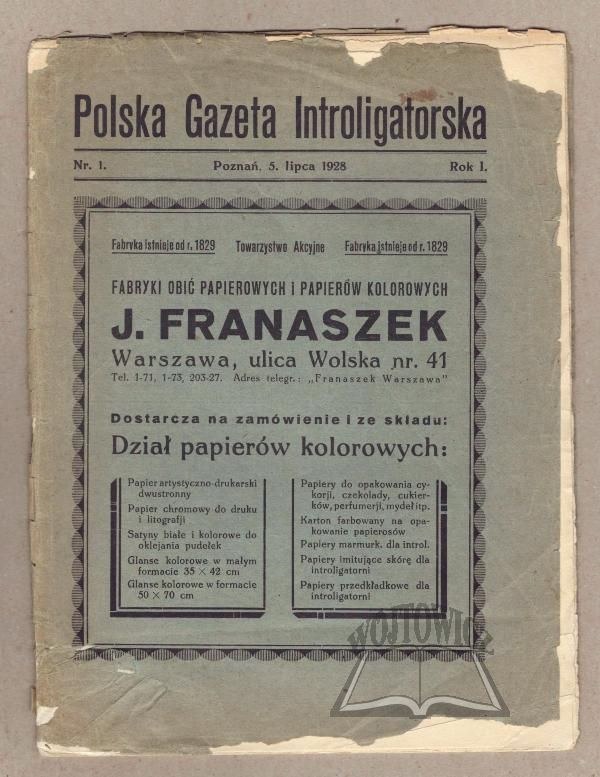 Polska Gazeta Introligatorska
Nr. 1. Poznań, 5. lipca 1928 Rok I.
Fabryka istnieje od r. 1829 Towarzystwo Akcyjne Fabryka jstnieje od r. 1829
FABRYKI OBIĆ PAPIEROWYCH i PAPIERÓW KOLOROWYCH
J. FRANASZEK
Warszawa, ulica Wolska nr. 41
Tel. 1-71, 1-73, 203-27. Adres telegr.: „Franaszek Warszawa"
Dostarcza na zamówienie i ze składu:
Dział papierów kolorowych:
Papier artystyczno-drukarski
dwustronny
Papier chromowy do druku
i litografji
Satyny białe i kolorowe do
oklejania pudełek
Glanse kolorowe w małym
formacie 35 × 42 cm
Glanse kolorowe w formacie
50 × 70 cm
Papiery do opakowania cy-
korji, czekolady, cukier-
ków, perfumerji, mydeł itp.
Karton farbowany na opa-
kowanie papierosów
Papiery marmurk. dla introl.
Papiery imitujące skórę dla
introligatorni
Papiery przedkładkowe dla
introligatorni
WÓJTOWICZ